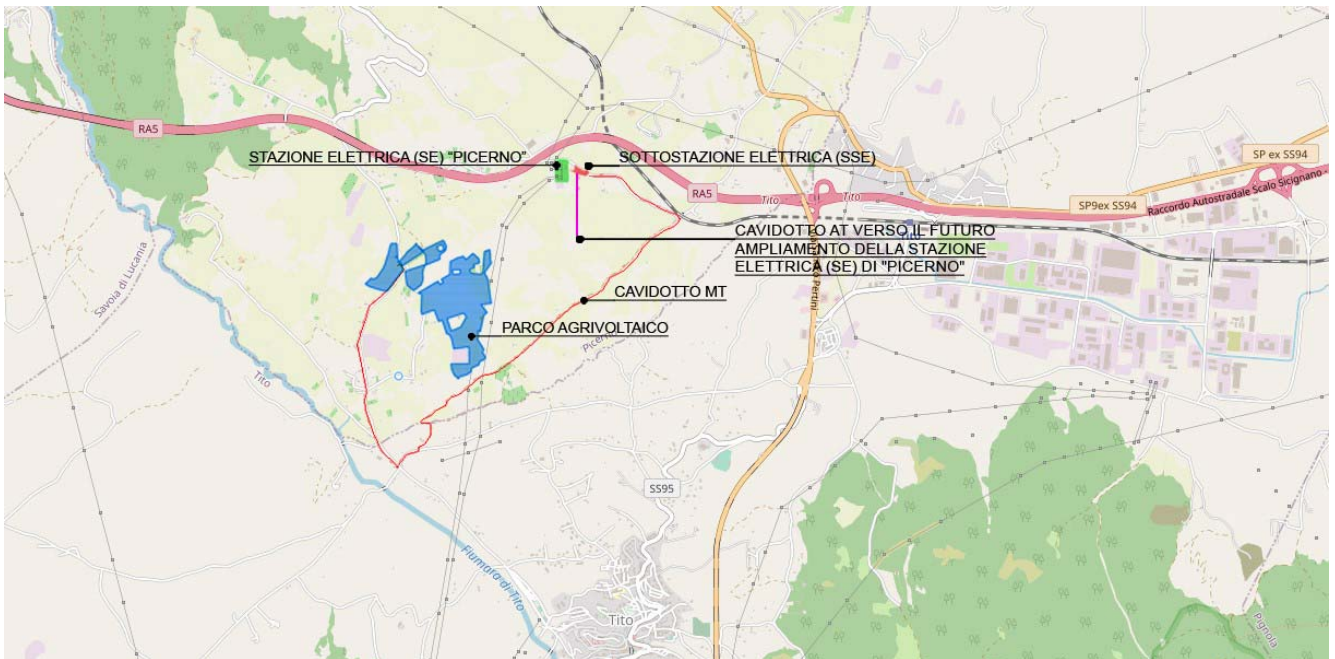 RA5
STAZIONE ELETTRICA (SE) "PICERNO"
SOTTOSTAZIONE ELETTRICA (SSE)
SP ex SS94
RA5
Tito
Tito
SP9ex SS94
Raccordo Autostradale Scalo Sicignano -
CAVIDOTTO AT VERSO IL FUTURO
AMPLIAMENTO DELLA STAZIONE
ELETTRICA (SE) DI "PICERNO"
Savoia di Lucania
CAVIDOTTO MT
Pertini
PARCO AGRIVOLTAICO
Tito
SS95
Fiumara di Tito
Tito
Pignola